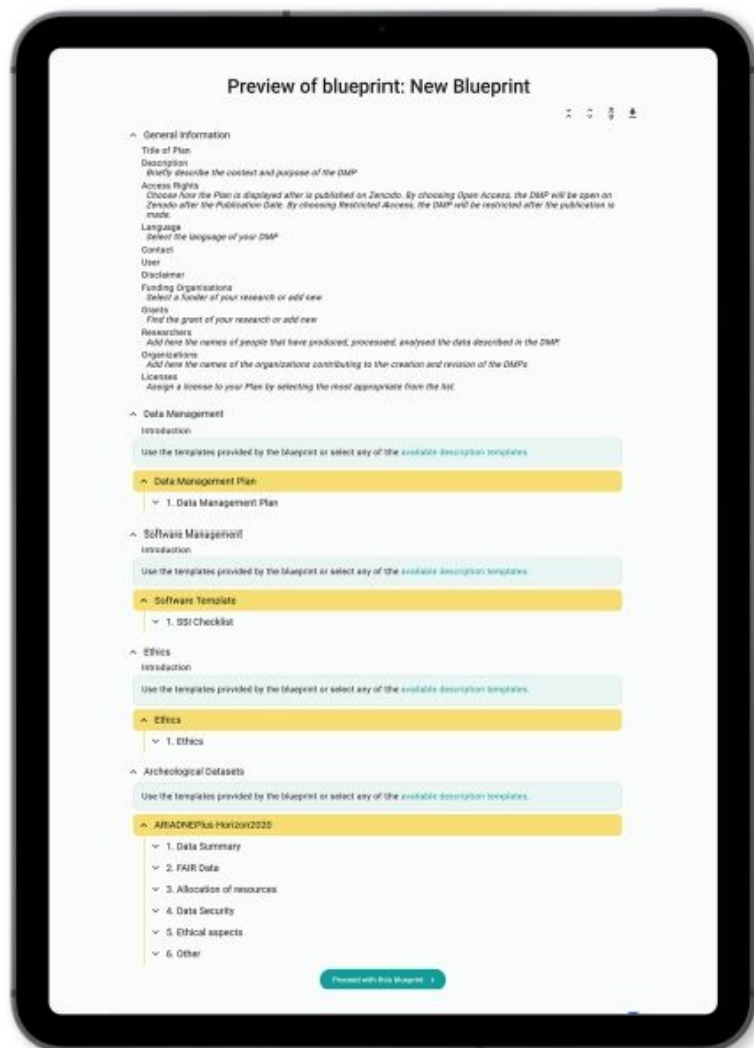 Preview of blueprint: New Blueprint
General Information
Title of Plan
Description
Briefly describe the context and purpose of the DMP
Access Rights
Choose how the Plan is displayed after is published on Zenodo. By choosing Open Access, the DMP will be open on
Zenodo after the Publication Date. By choosing Restricted Access, the DMP will be restricted after the publication is
made.
Language
Select the language of your DMP
Contact
User
Disclaimer
Funding Organisations
Select a funder of your research or add new
Grants
Find the grant of your research or add new
Researchers
Add here the names of people that have produced, processed, analysed the data described in the DMP.
Organizations
Add here the names of the organizations contributing to the creation and revision of the DMPs
Licenses
Assign a license to your Plan by selecting the most appropriate from the list.
Data Management
Introduction
Use the templates provided by the blueprint or select any of the available description templates.
Data Management Plan
1. Data Management Plan
Software Management
Introduction
Use the templates provided by the blueprint or select any of the available description templates.
Software Template
1. SSI Checklist
Ethics
Introduction
Use the templates provided by the blueprint or select any of the available description templates.
Ethics
1. Ethics
Archeological Datasets
Use the templates provided by the blueprint or select any of the available description templates.
ARIADNEPlus-Horizon2020
1. Data Summary
2. FAIR Data
3. Allocation of resources
4. Data Security
5. Ethical aspects
6. Other
Proceed with this blueprint